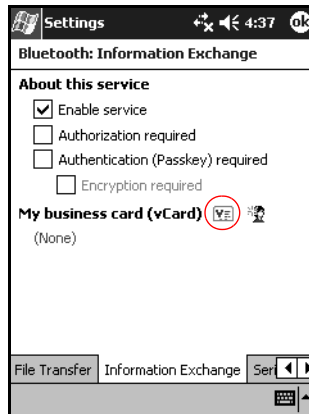 Settings 4:37 ok
Bluetooth: Information Exchange
About this service
Enable service
Authorization required
Authentication (Passkey) required
Encryption required
My business card (vCard)
(None)
File Transfer Information Exchange Seri